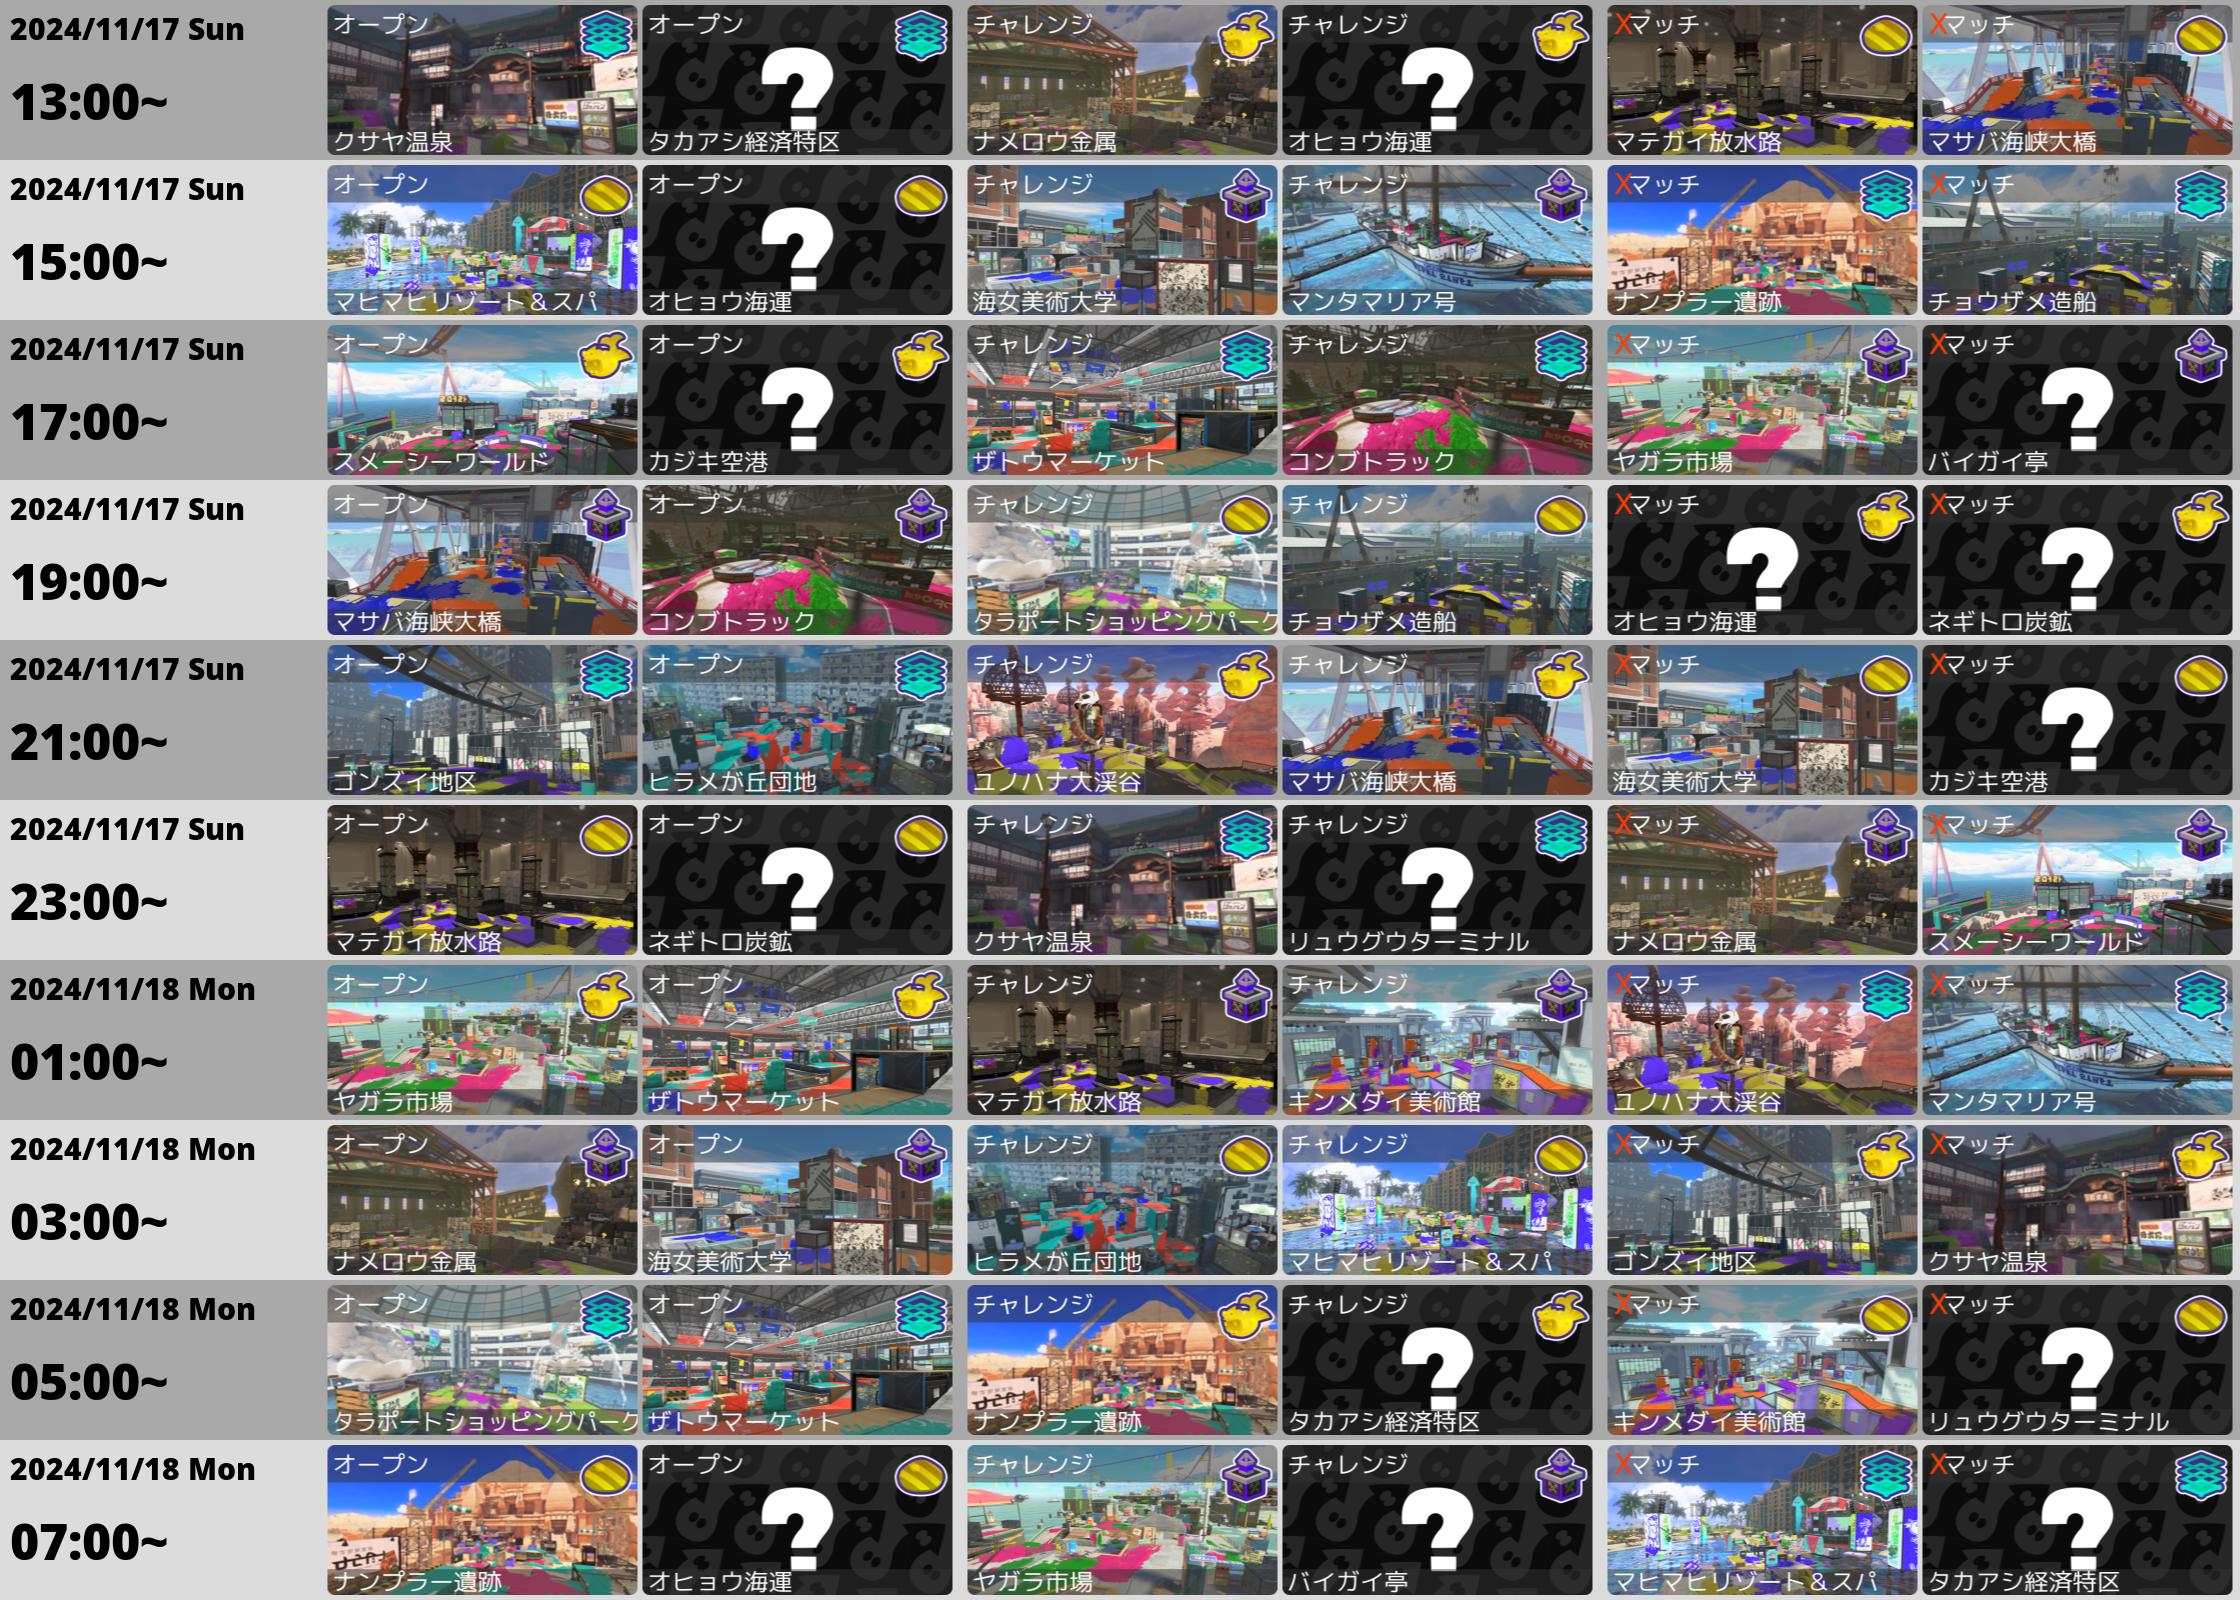 2024/11/17 Sun
13:00~
オープン
クサヤ温泉
オープン
タカアシ経済特区
チャレンジ
ナメロウ金属
チャレンジ
オヒョウ海運
Xマッチ
マテガイ放水路
Xマッチ
マサバ海峡大橋
2024/11/17 Sun
15:00~
オープン
マヒマヒリゾート&スパ
オープン
オヒョウ海運
チャレンジ
海女美術大学
チャレンジ
マンタマリア号
Xマッチ
ナンプラー遺跡
Xマッチ
チョウザメ造船
2024/11/17 Sun
17:00~
オープン
スメーシーワールド
オープン
カジキ空港
チャレンジ
ザトウマーケット
チャレンジ
コンブトラック
Xマッチ
ヤガラ市場
Xマッチ
バイガイ亭
2024/11/17 Sun
19:00~
オープン
マサバ海峡大橋
オープン
コンブトラック
チャレンジ
タラポートショッピングパーク
チャレンジ
チョウザメ造船
Xマッチ
オヒョウ海運
Xマッチ
ネギトロ炭鉱
2024/11/17 Sun
21:00~
オープン
ゴンズイ地区
オープン
ヒラメが丘団地
チャレンジ
ユノハナ大渓谷
チャレンジ
マサバ海峡大橋
Xマッチ
海女美術大学
Xマッチ
カジキ空港
2024/11/17 Sun
23:00~
オープン
マテガイ放水路
オープン
ネギトロ炭鉱
チャレンジ
クサヤ温泉
チャレンジ
リュウグウターミナル
Xマッチ
ナメロウ金属
Xマッチ
スメーシーワールド
2024/11/18 Mon
01:00~
オープン
ヤガラ市場
オープン
ザトウマーケット
チャレンジ
マテガイ放水路
チャレンジ
キンメダイ美術館
Xマッチ
ユノハナ大渓谷
Xマッチ
マンタマリア号
2024/11/18 Mon
03:00~
オープン
ナメロウ金属
オープン
海女美術大学
チャレンジ
ヒラメが丘団地
チャレンジ
マヒマヒリゾート&スパ
Xマッチ
ゴンズイ地区
Xマッチ
クサヤ温泉
2024/11/18 Mon
05:00~
オープン
タラポートショッピングパーク
オープン
ザトウマーケット
チャレンジ
ナンプラー遺跡
チャレンジ
タカアシ経済特区
Xマッチ
キンメダイ美術館
Xマッチ
リュウグウターミナル
2024/11/18 Mon
07:00~
オープン
ナンプラー遺跡
オープン
オヒョウ海運
チャレンジ
ヤガラ市場
チャレンジ
バイガイ亭
Xマッチ
マヒマヒリゾート&スパ
Xマッチ
タカアシ経済特区